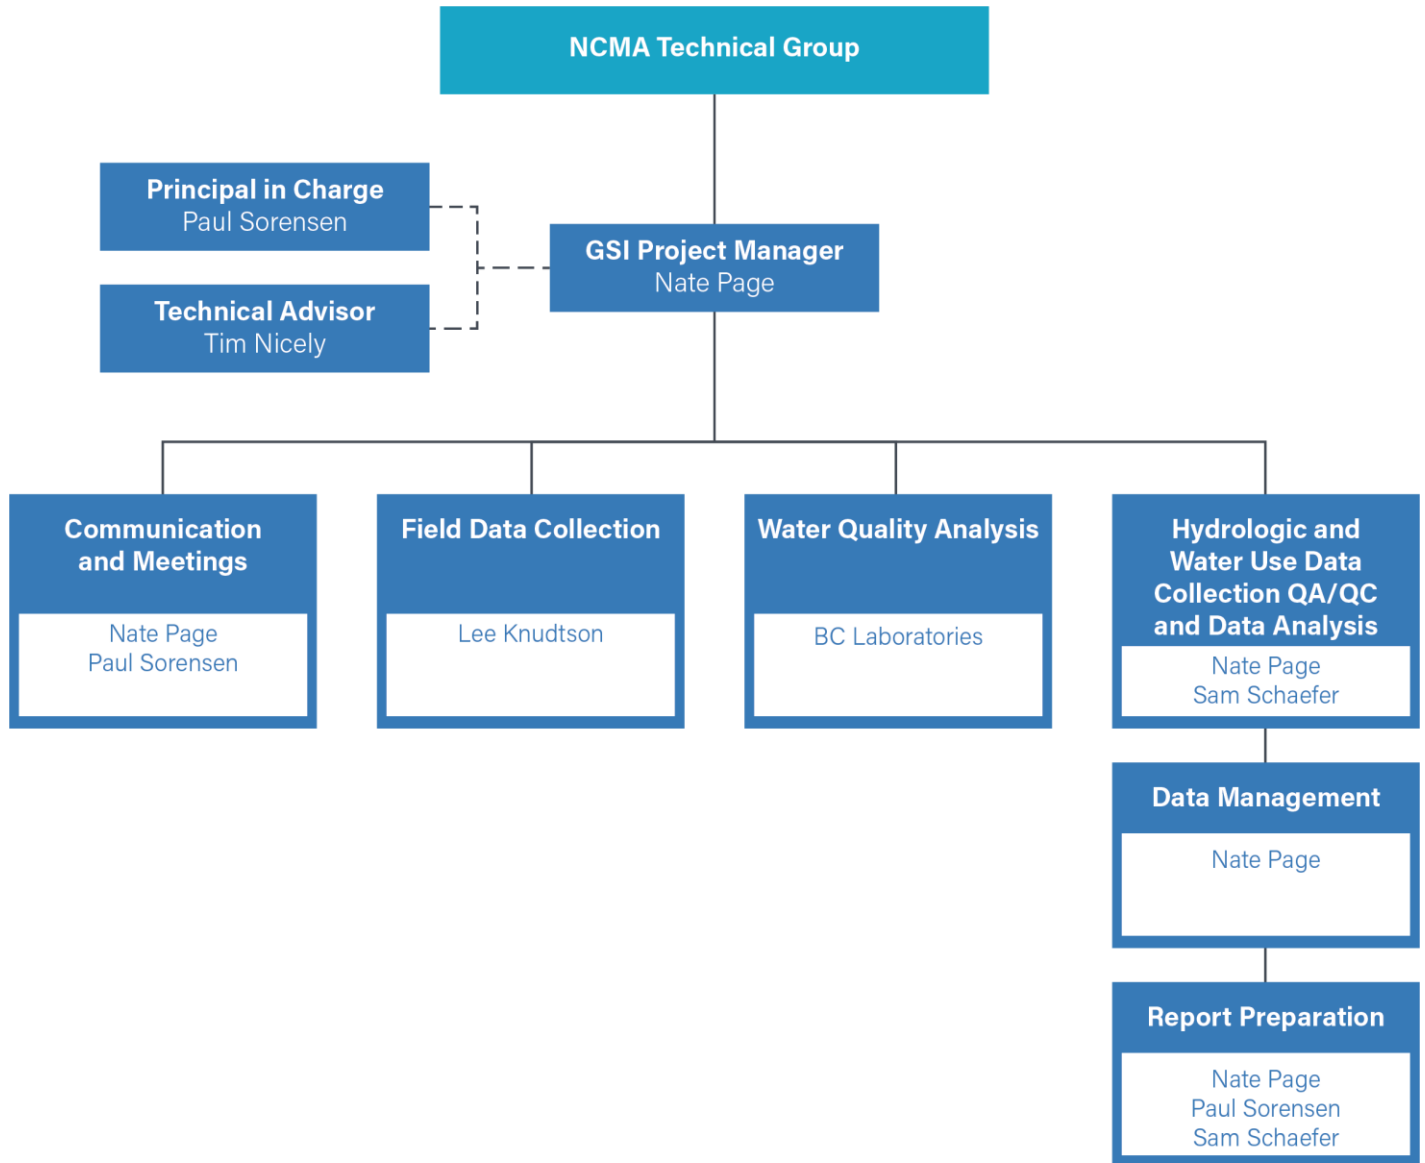 NCMA Technical Group
Principal in Charge
Paul Sorensen
GSI Project Manager
Nate Page
Technical Advisor
Tim Nicely
Communication
and Meetings
Nate Page
Paul Sorensen
Field Data Collection
Lee Knudtson
Water Quality Analysis
BC Laboratories
Hydrologic and
Water Use Data
Collection QA/QC
and Data Analysis
Nate Page
Sam Schaefer
Data Management
Nate Page
Report Preparation
Nate Page
Paul Sorensen
Sam Schaefer